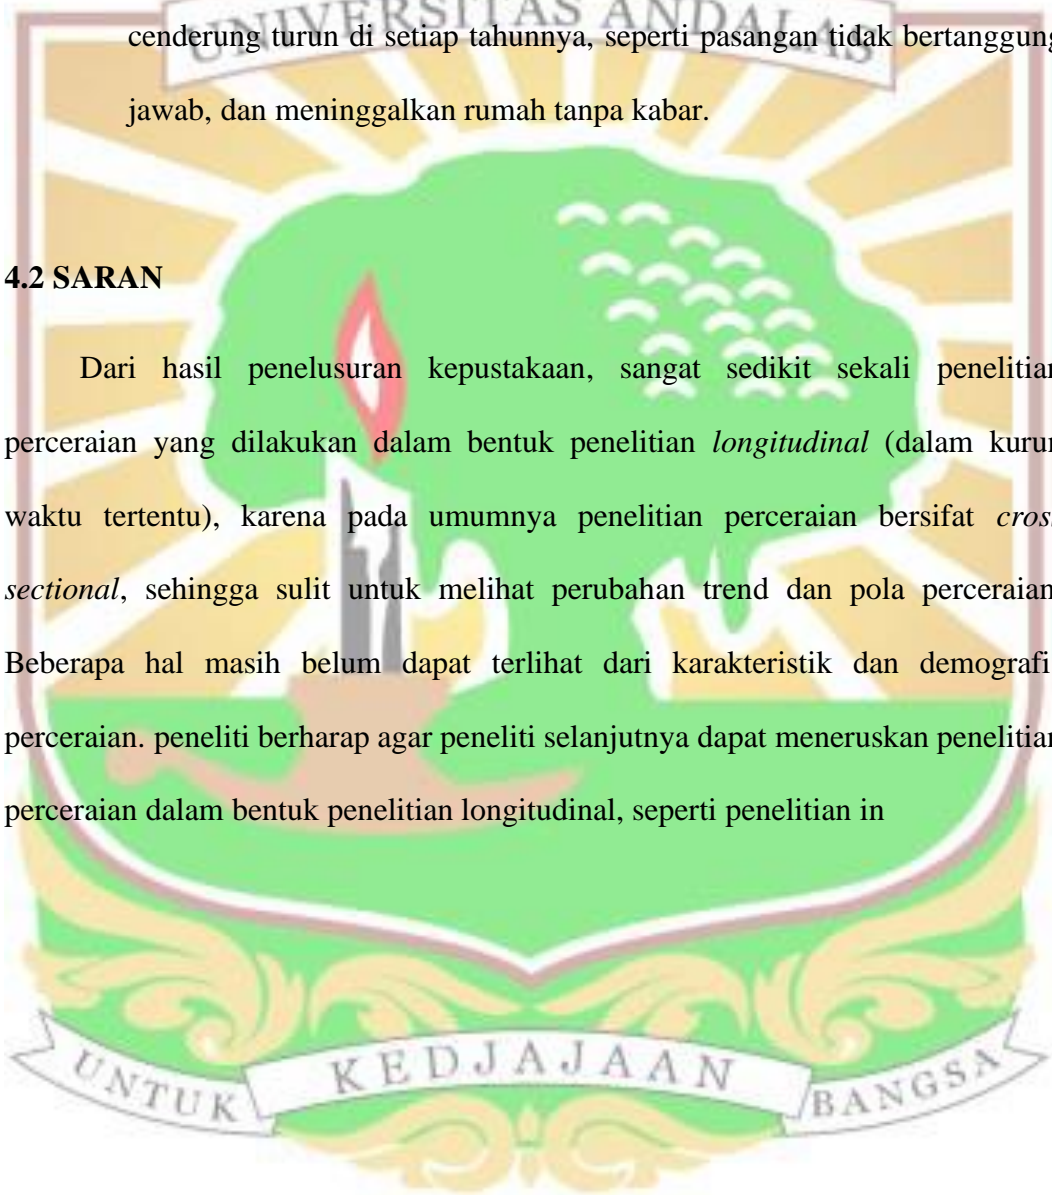 UNIVERSITAS ANDALAS
cenderung turun di setiap tahunnya, seperti pasangan tidak bertanggung
jawab, dan meninggalkan rumah tanpa kabar.
4.2 SARAN
Dari hasil penelusuran kepustakaan, sangat sedikit sekali penelitian
perceraian yang dilakukan dalam bentuk penelitian longitudinal (dalam kurun
waktu tertentu), karena pada umumnya penelitian perceraian bersifat cross
sectional, sehingga sulit untuk melihat perubahan trend dan pola perceraian
Beberapa hal masih belum dapat terlihat dari karakteristik dan demografi
perceraian. peneliti berharap agar peneliti selanjutnya dapat meneruskan penelitian
perceraian dalam bentuk penelitian longitudinal, seperti penelitian in
UNTUK KEDJAJAAN BANGSA